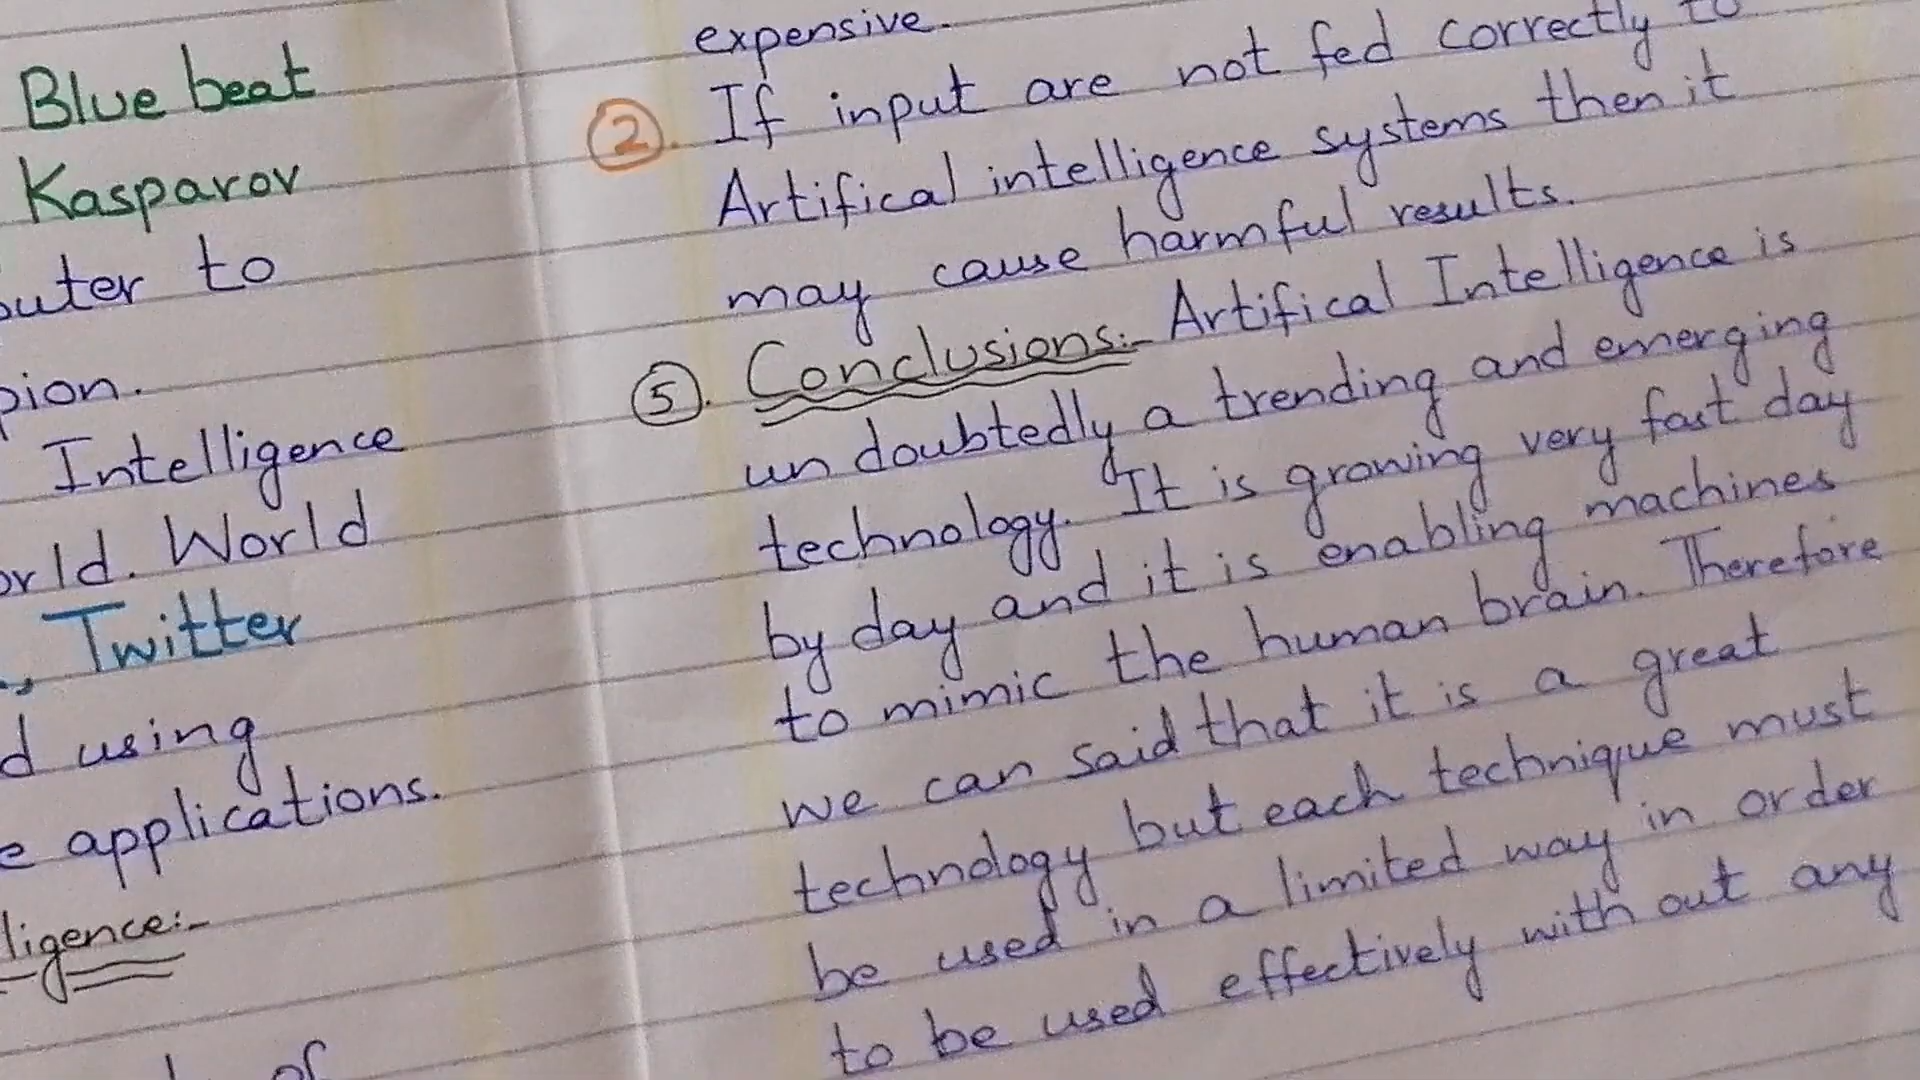 Blue beat
Kasparov
uter to
pion.
Intelligence
orld. World
, Twitter
d using
e applications.
ligence:-
of
expensive.
②. If input are not fed correctly to
Artifical intelligence systems then it
may cause harmful results.
⑤. Conclusions:- Artifical Intelligence is
un doubtedly a trending and emerging
technology. It is growing very fast day
by day and it is enabling machines
to mimic the human brain. Therefore
we can said that it is a great
technology but each technique must
be used in a limited way in order
to be used effectively with out any